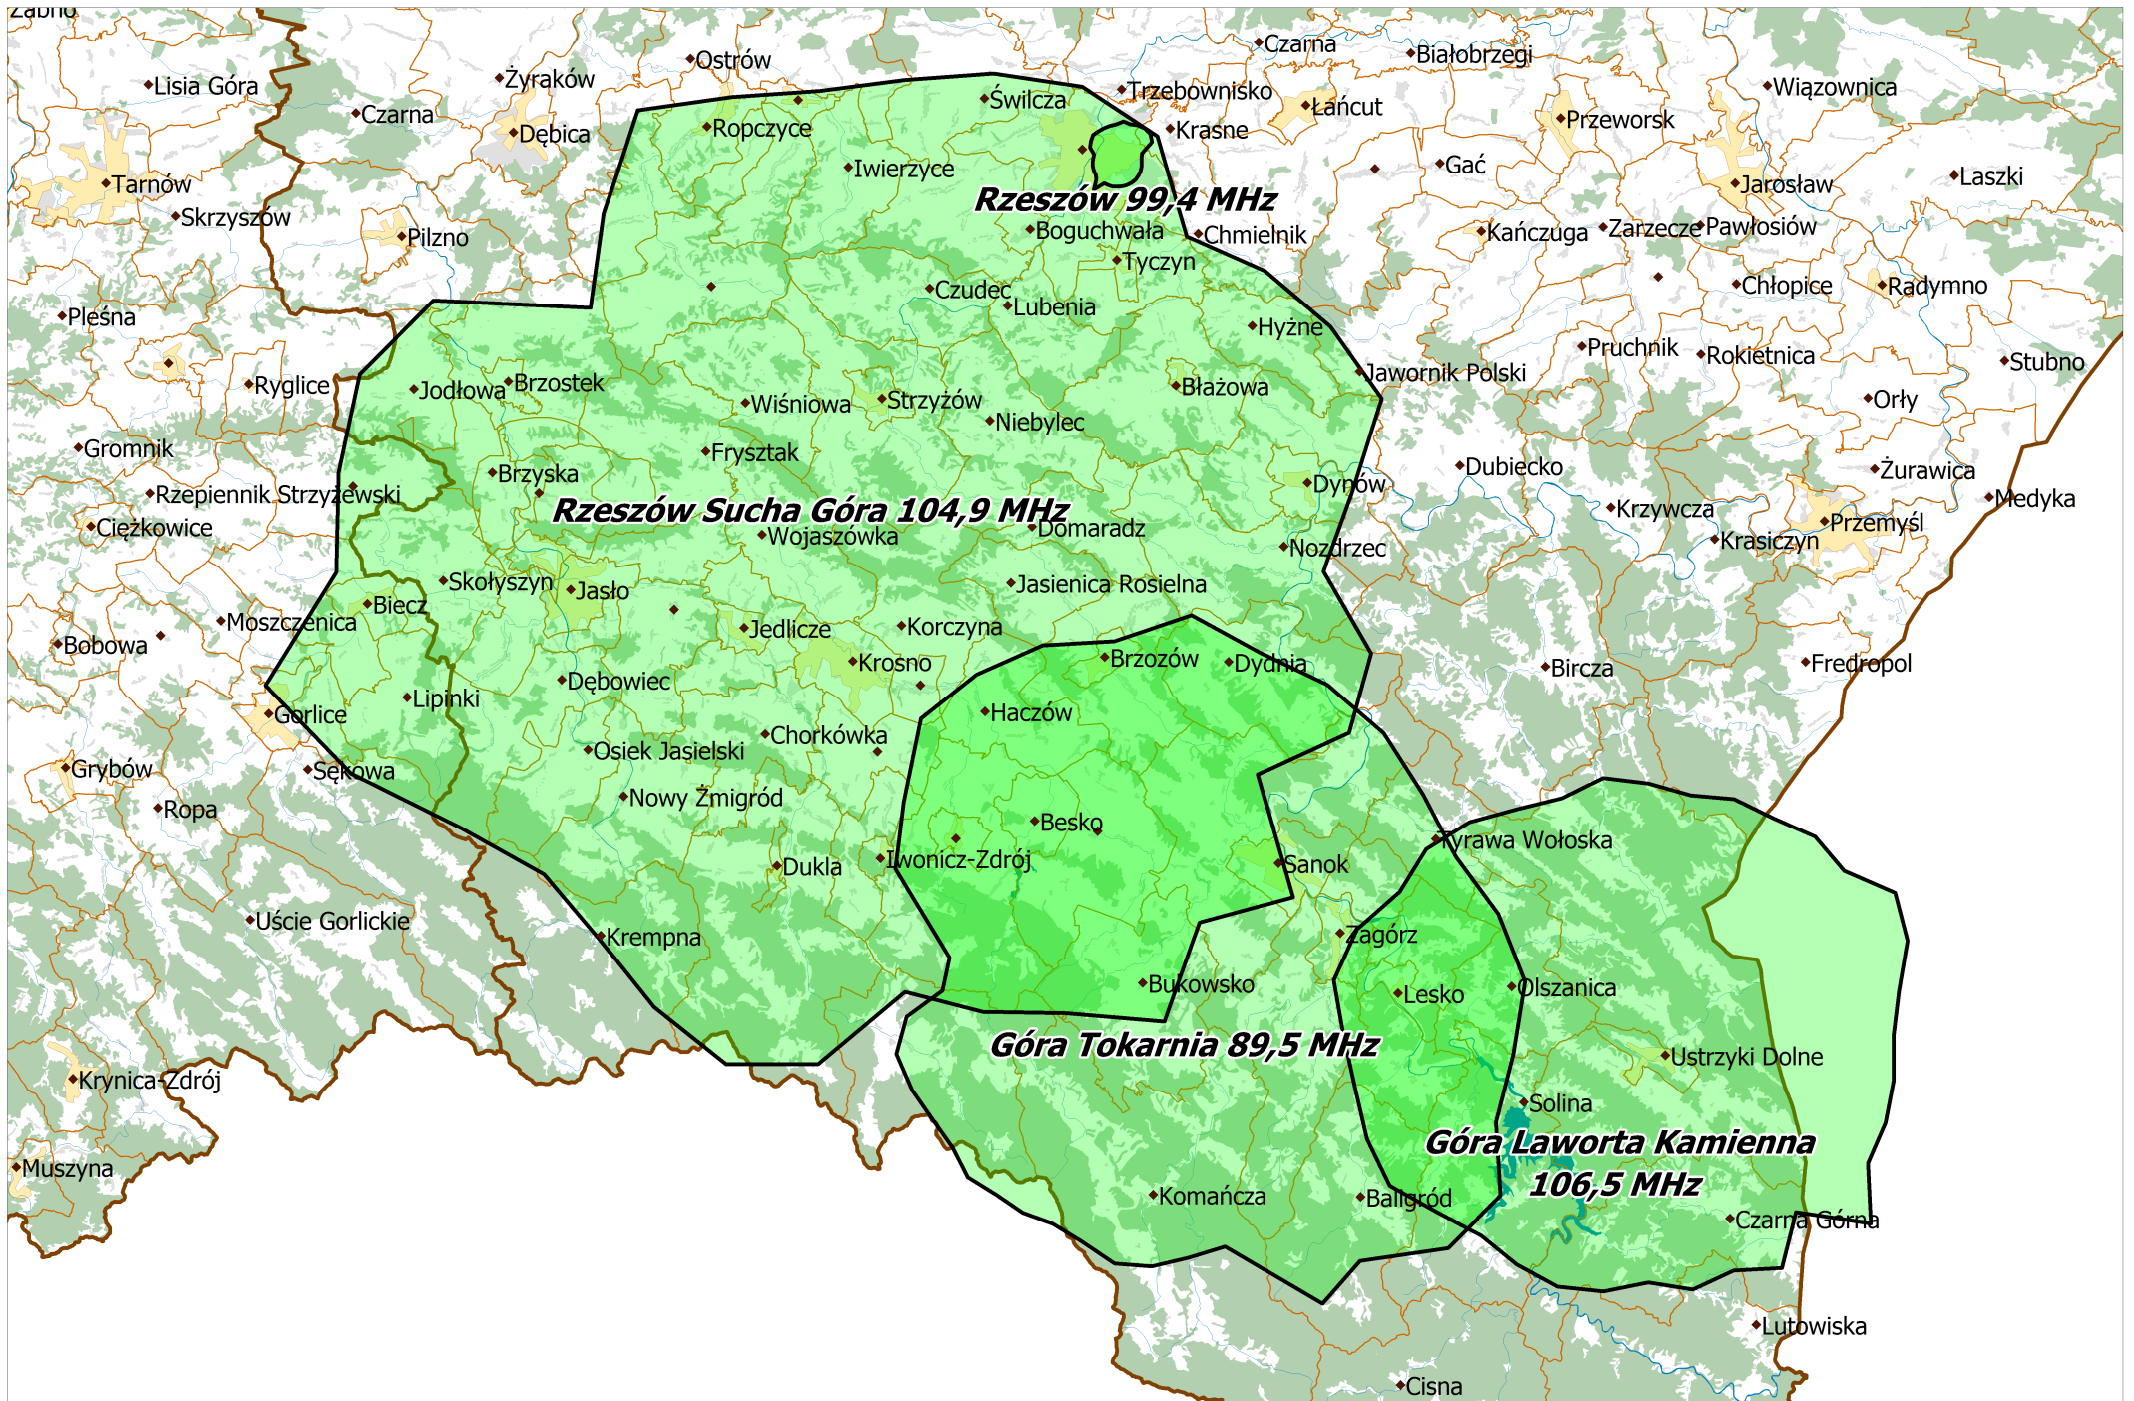 Żabno
Ostrów
Czarna
Białobrzegi
Lisia Góra
Żyraków
Trzebownisko
Wiązownica
Czarna
Świlcza
Łańcut
Dębica
Ropczyce
Krasne
Przeworsk
Iwierzyce
Gać
Tarnów
Jarosław
Laszki
Rzeszów 99,4 MHz
Skrzyszów
Pilzno
Boguchwała
Chmielnik
Kańczuga
Zarzecze
Pawłosiów
Tyczyn
Czudec
Lubenia
Chłopice
Radymno
Pleśna
Hyżne
Pruchnik
Rokietnica
Stubno
Ryglice
Jodłowa
Brzostek
Błażowa
Jawornik Polski
Wiśniowa
Strzyżów
Orły
Niebylec
Gromnik
Frysztak
Brzyska
Dubiecko
Żurawica
Rzepiennik Strzyżewski
Dynów
Medyka
Rzeszów Sucha Góra 104,9 MHz
Krzywcza
Ciężkowice
Domaradz
Przemyśl
Wojaszówka
Nozdrzec
Krasiczyn
Skołyszyn
Jasło
Jasienica Rosielna
Biecz
Moszczenica
Jedlicze
Korczyna
Bobowa
Krosno
Brzozów
Dydnia
Bircza
Fredropol
Dębowiec
Lipinki
Gorlice
Haczów
Chorkówka
Osiek Jasielski
Grybów
Sękowa
Nowy Żmigród
Ropa
Besko
Tyrawa Wołoska
Dukla
Iwonicz-Zdrój
Sanok
Uście Gorlickie
Krempna
Zagórz
Bukowsko
Lesko
Olszanica
Góra Tokarnia 89,5 MHz
Ustrzyki Dolne
Krynica-Zdrój
Solina
Góra Laworta Kamienna
106,5 MHz
Muszyna
Komańcza
Baligród
Czarna Górna
Lutowiska
Cisna